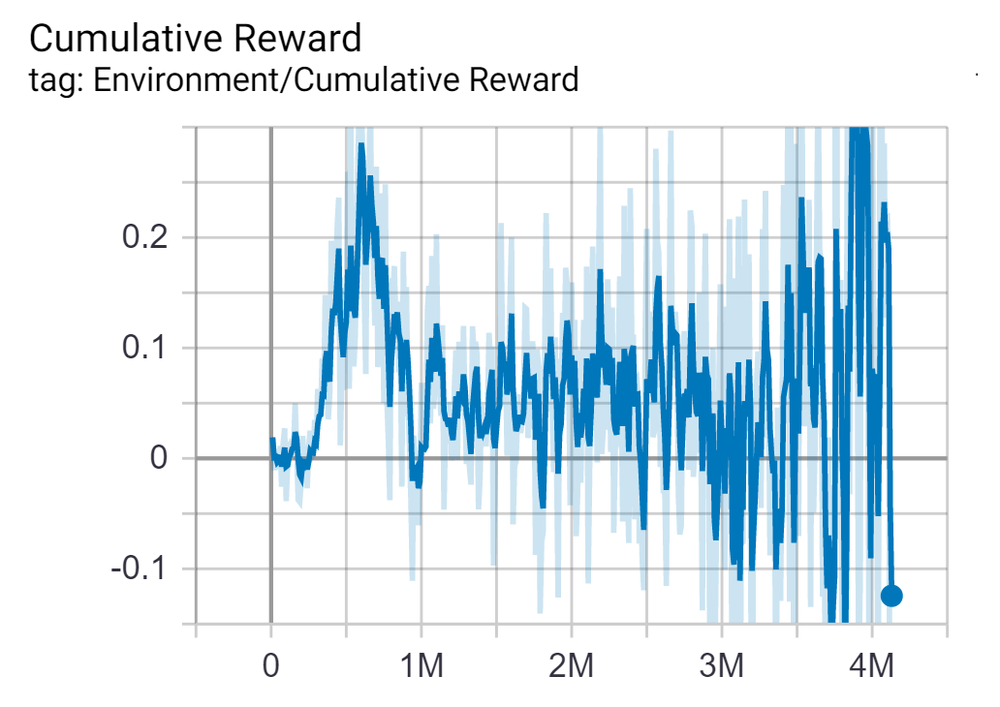 Cumulative Reward
tag: Environment/Cumulative Reward
0.2
0.1
0
-0.1
0 1M 2M 3M 4M